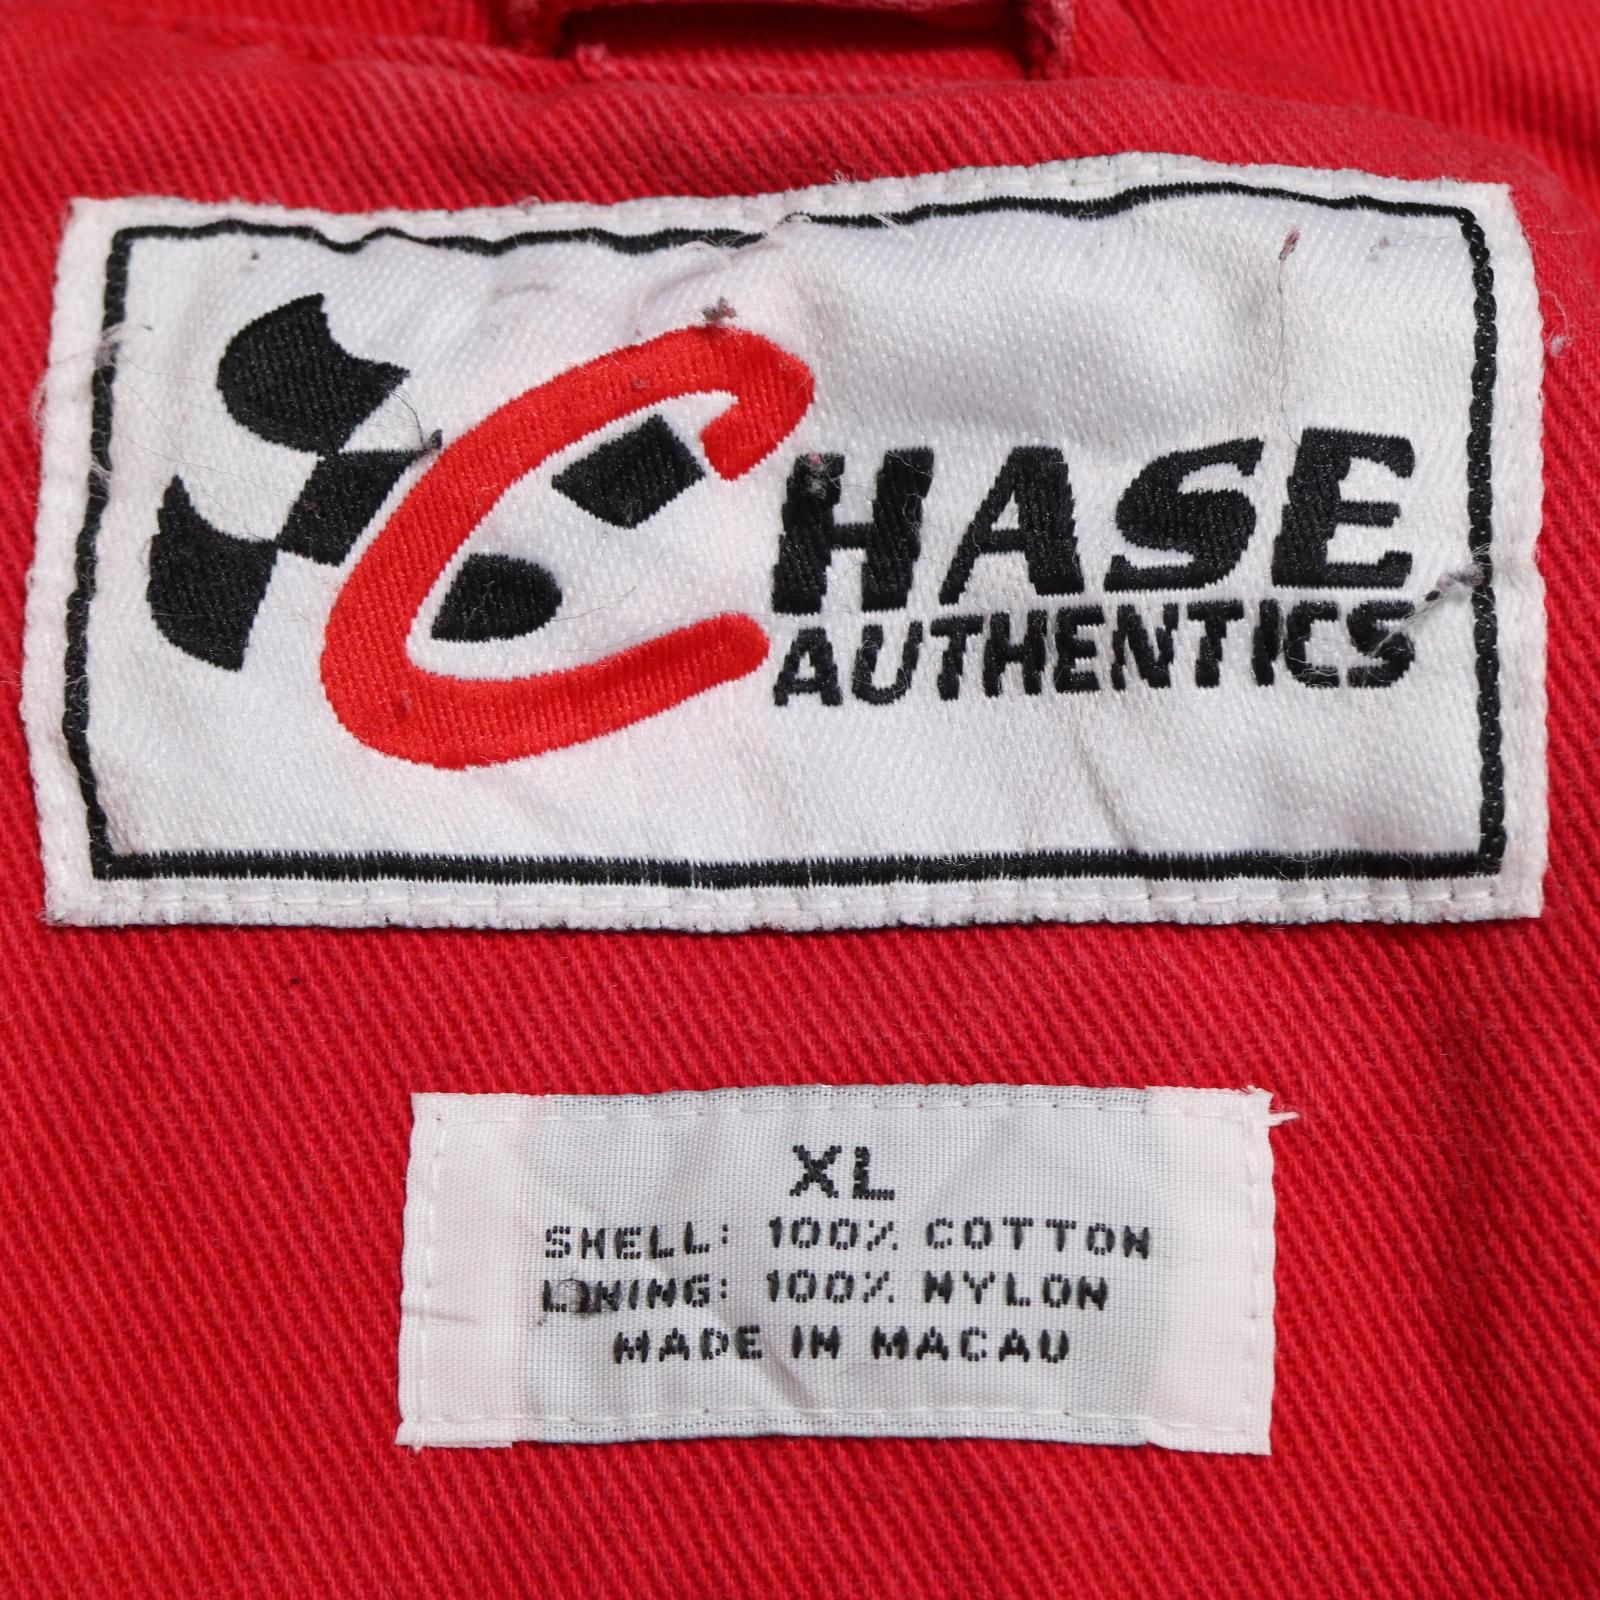 CHASE
AUTHENTICS
XL
SHELL: 100% COTTON
LINING: 100% NYLON
MADE IN MACAU